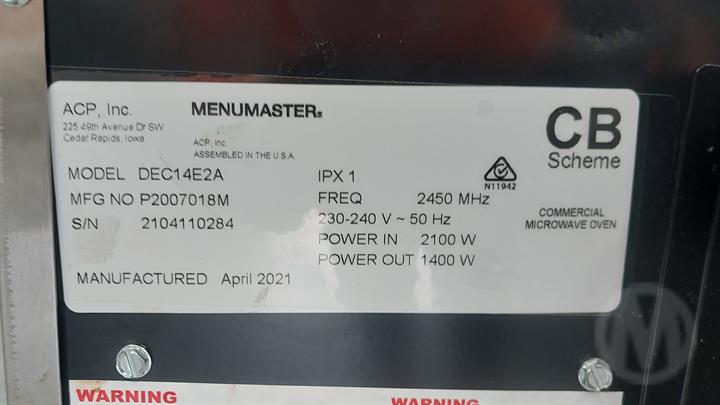 ACP, Inc.
225 49th Avenue Dr SW
Cedar Rapids, Iowa
MENUMASTER®
ACP, Inc.
ASSEMBLED IN THE U.S.A.
CB
Scheme
MODEL DEC14E2A
MFG NO P2007018M
S/N 2104110284
IPX 1
FREQ 2450 MHz
230-240 V ~ 50 Hz
POWER IN 2100 W
POWER OUT 1400 W
N11942
COMMERCIAL
MICROWAVE OVEN
MANUFACTURED April 2021
M
WARNING WARNING